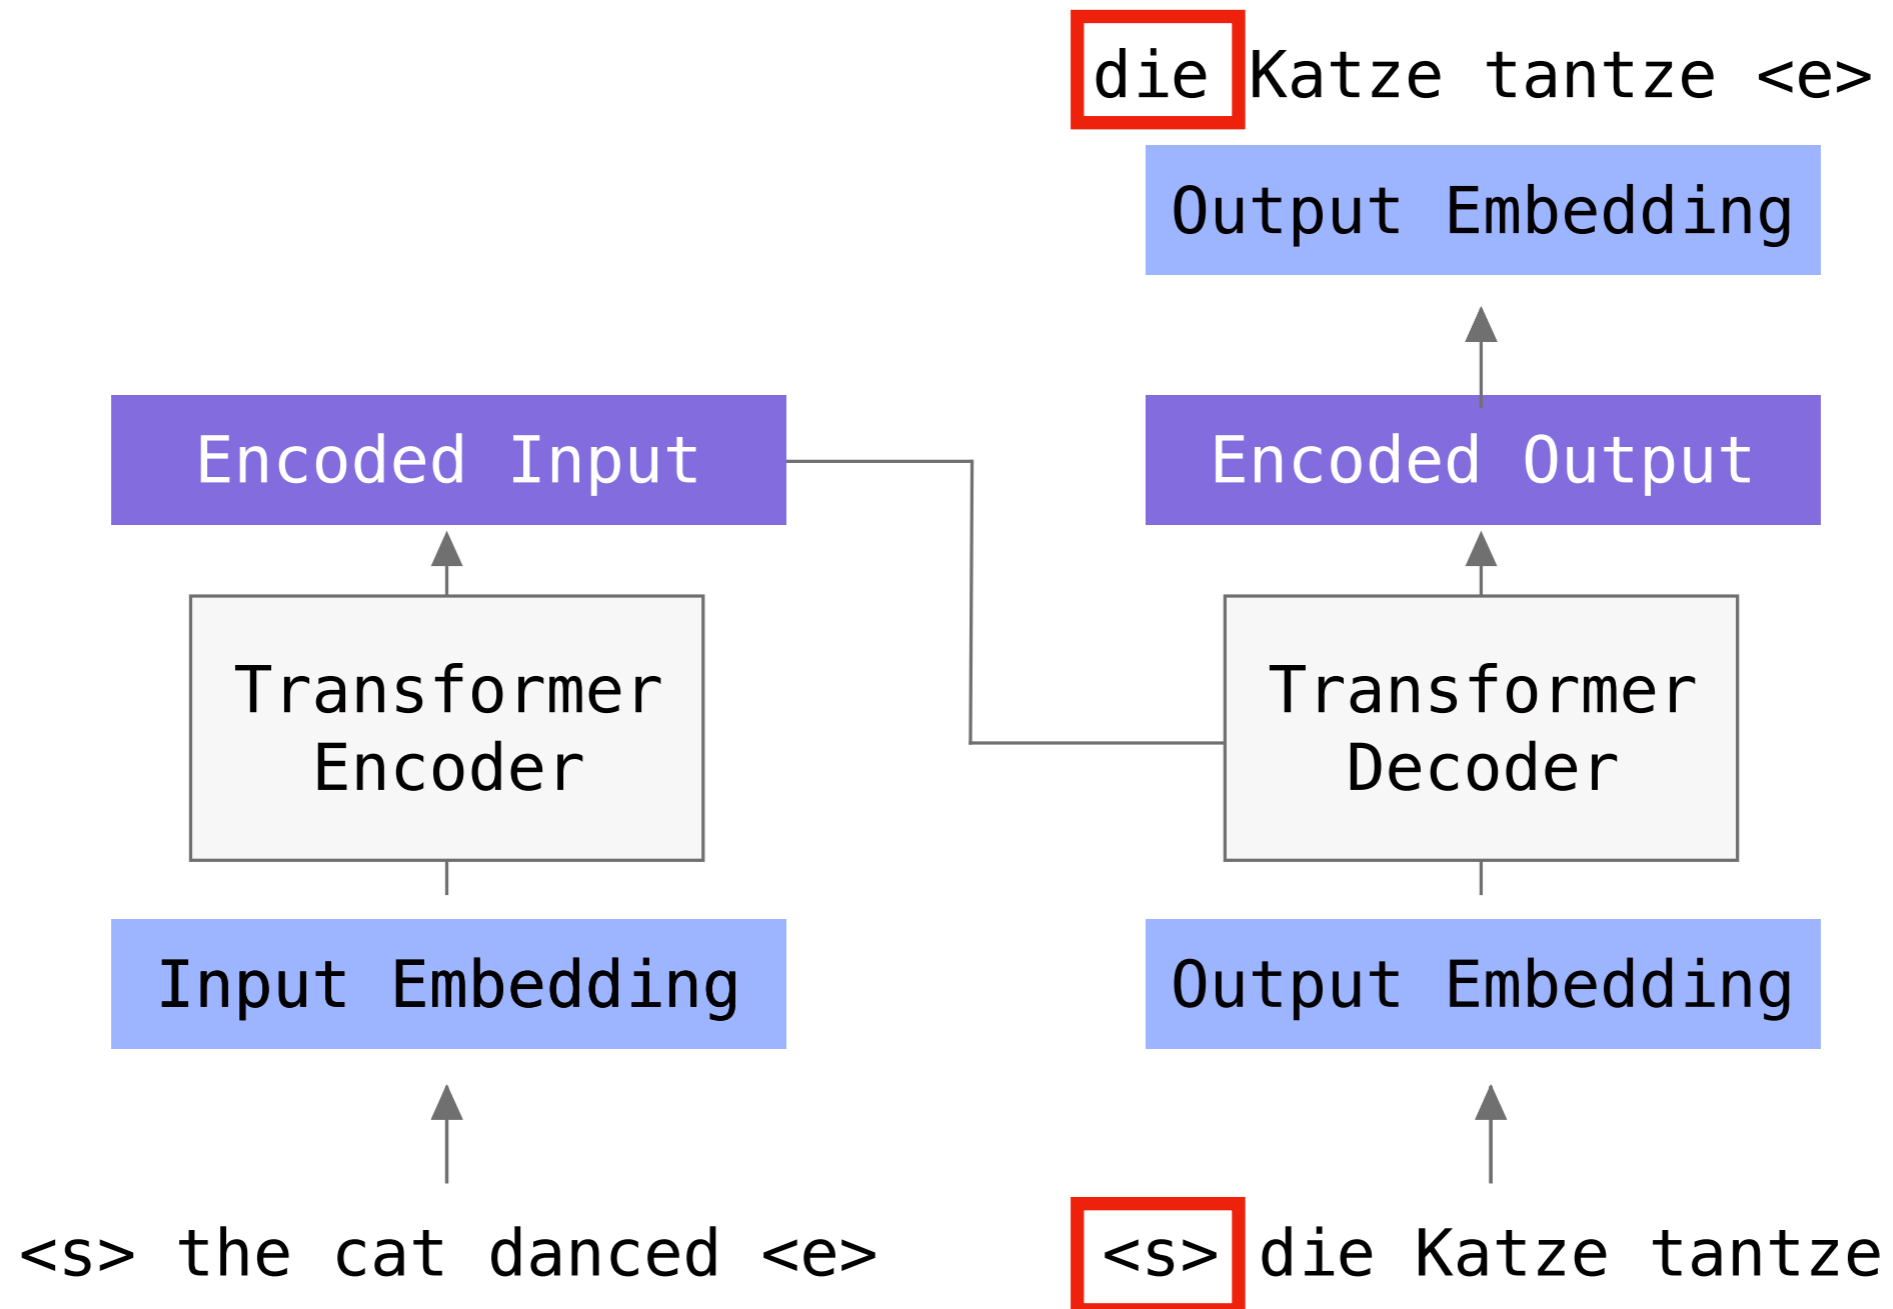 die Katze tantze <e>
Output Embedding
Encoded Input
Encoded Output
Transformer
Encoder
Transformer
Decoder
Input Embedding
Output Embedding
<s> the cat danced <e>
<s> die Katze tantze